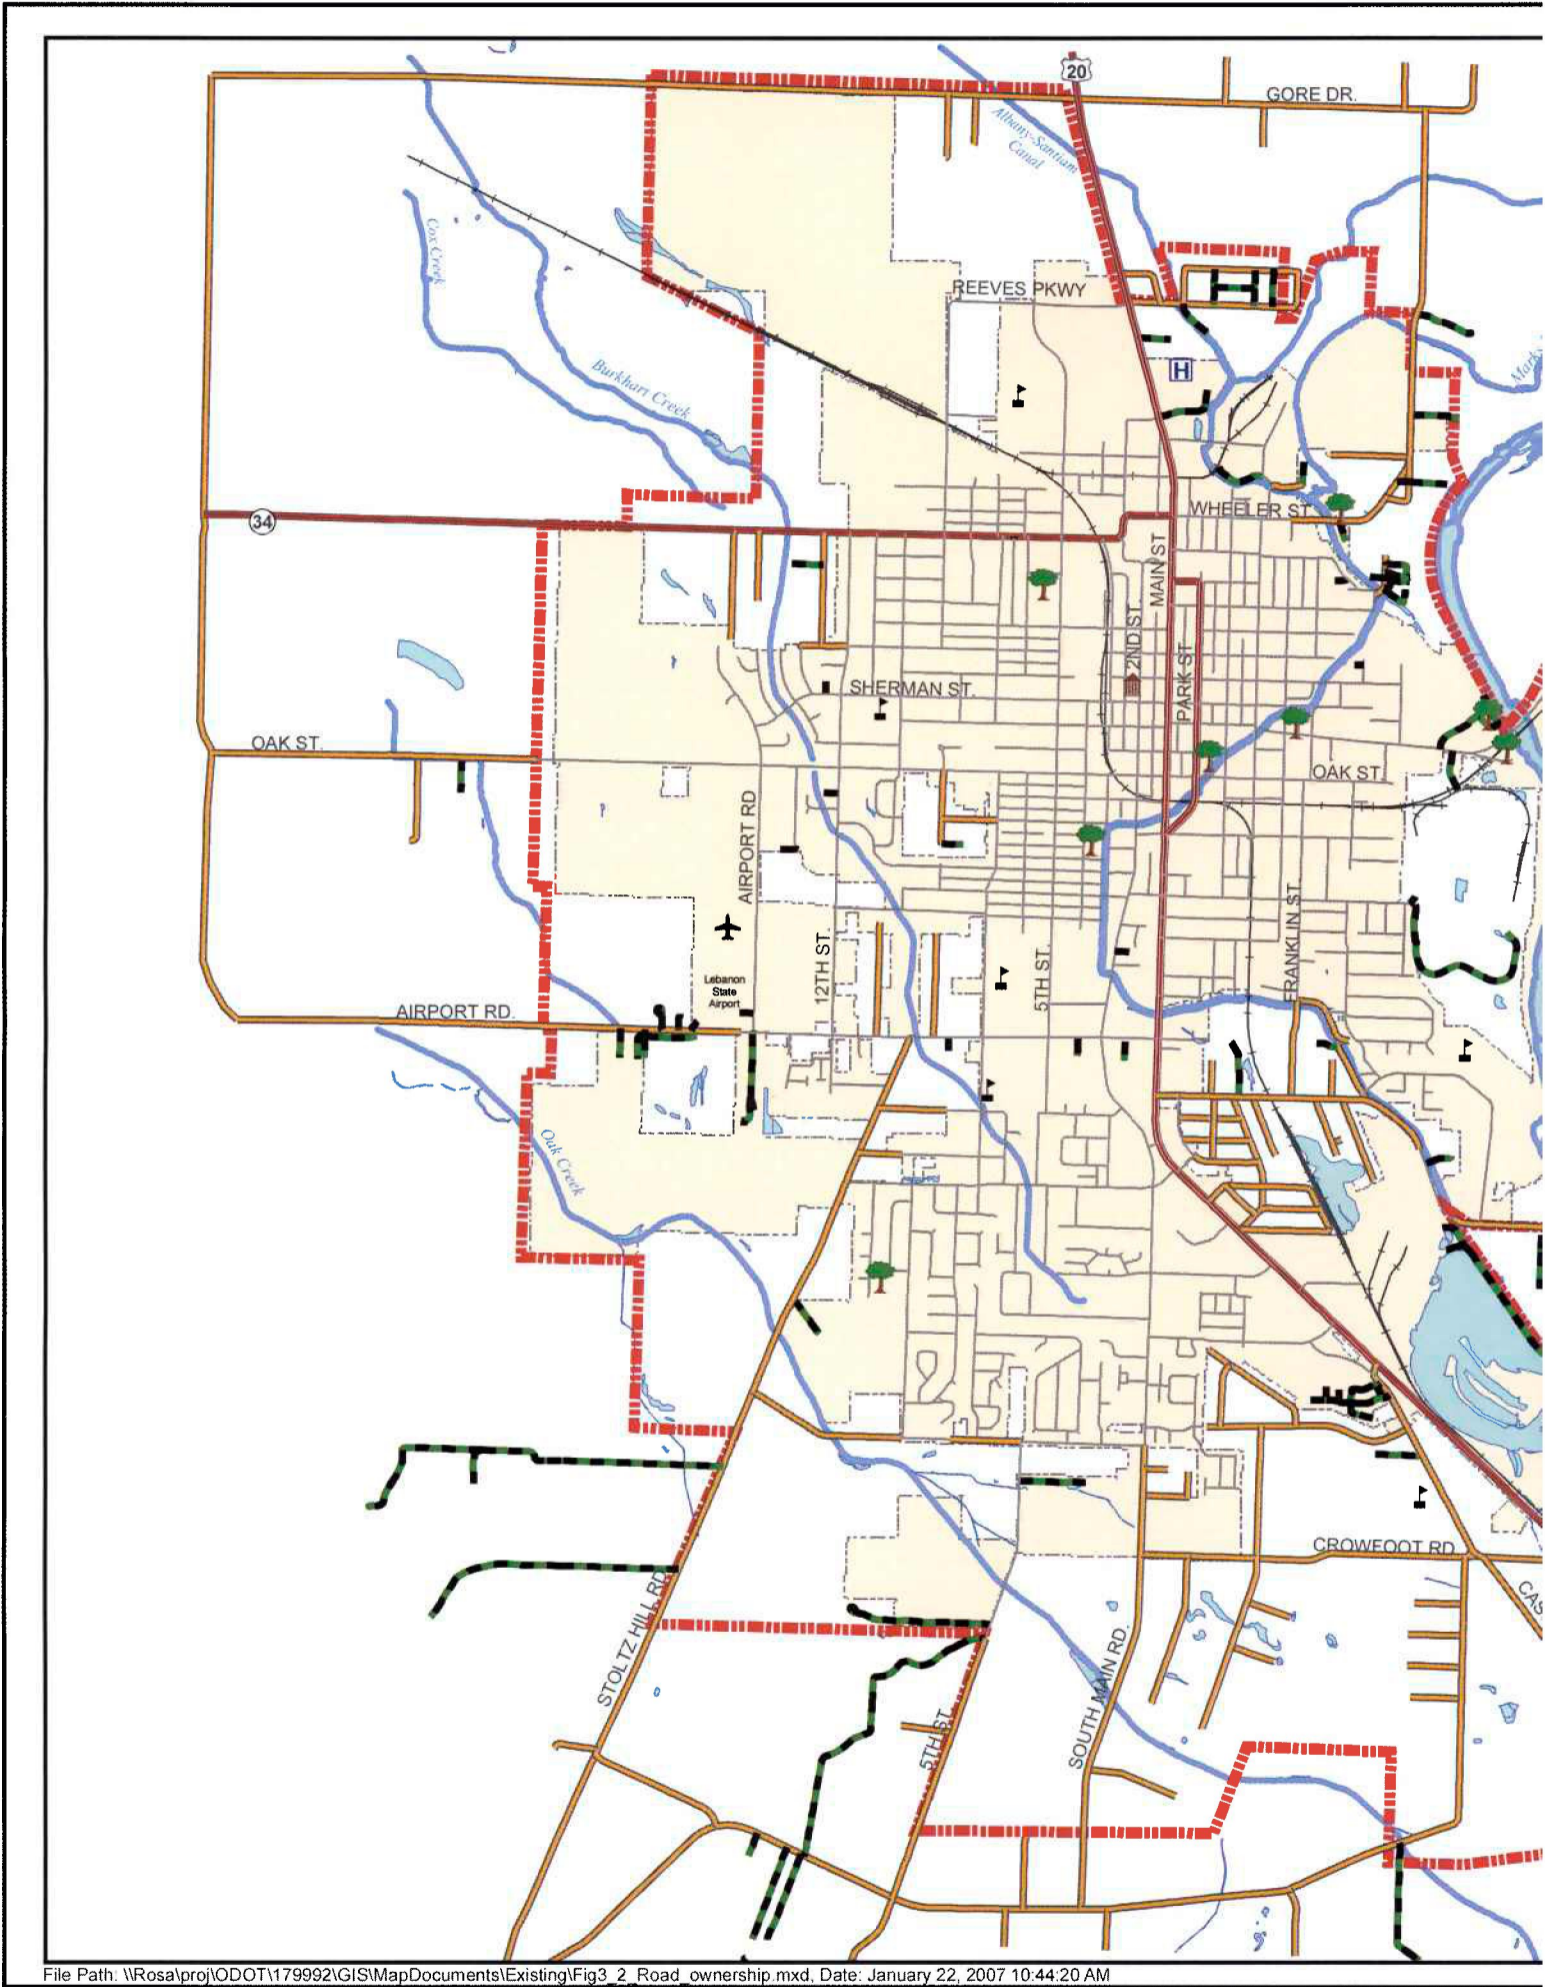 20
GORE DR.
Albany-Santiam
Canal
Cox Creek
REEVES PKWY
H
Burkhart Creek
34
WHEELER ST
MAIN ST
2ND ST.
PARK ST
SHERMAN ST.
OAK ST.
OAK ST.
AIRPORT RD
FRANKLIN ST.
12TH ST.
5TH ST.
Lebanon
State
Airport
AIRPORT RD.
Oak Creek
CROWFOOT RD
STOLTZ HILL RD.
SOUTH MAIN RD.
5TH ST.
File Path: \\Rosa\proj\ODOT\179992\GIS\MapDocuments\Existing\Fig3_2_Road_ownership.mxd, Date: January 22, 2007 10:44:20 AM